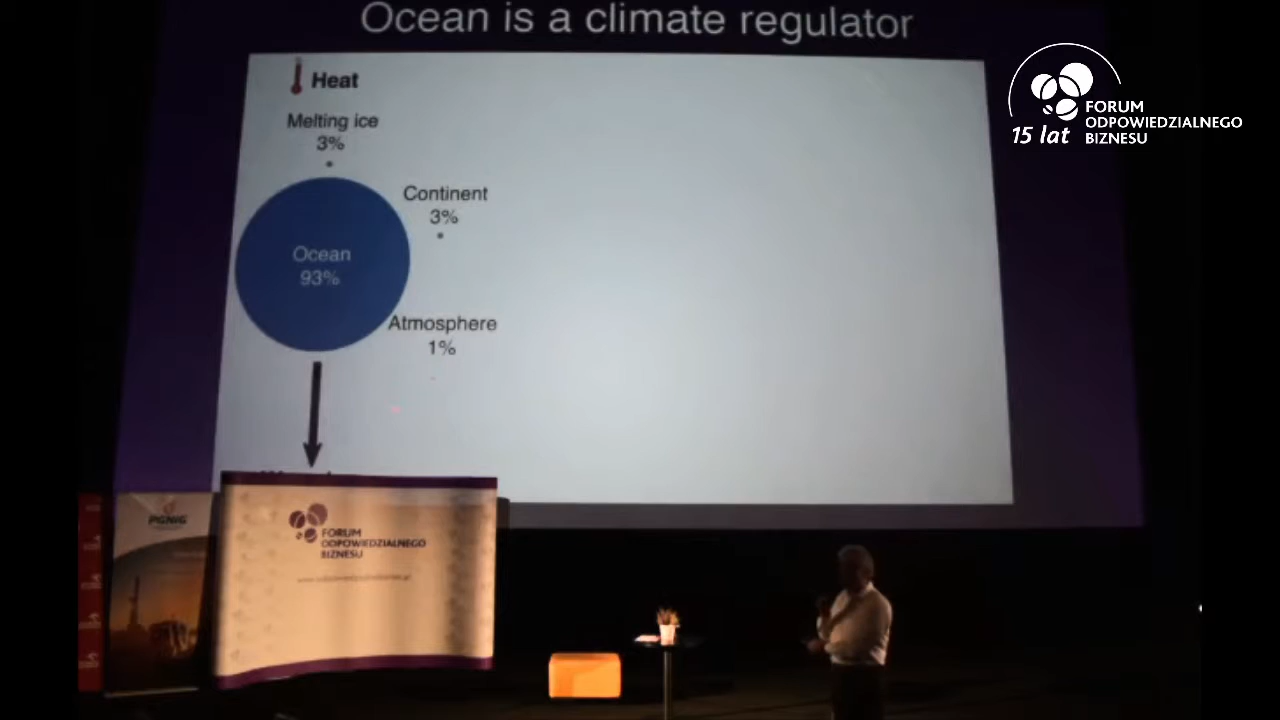 Ocean is a climate regulator
Heat
Melting ice
3%
Continent
3%
Ocean
93%
Atmosphere
1%
15 lat
FORUM
ODPOWIEDZIALNEGO
BIZNESU
PGNiG
FORUM
ODPOWIEDZIALNEGO
BIZNESU